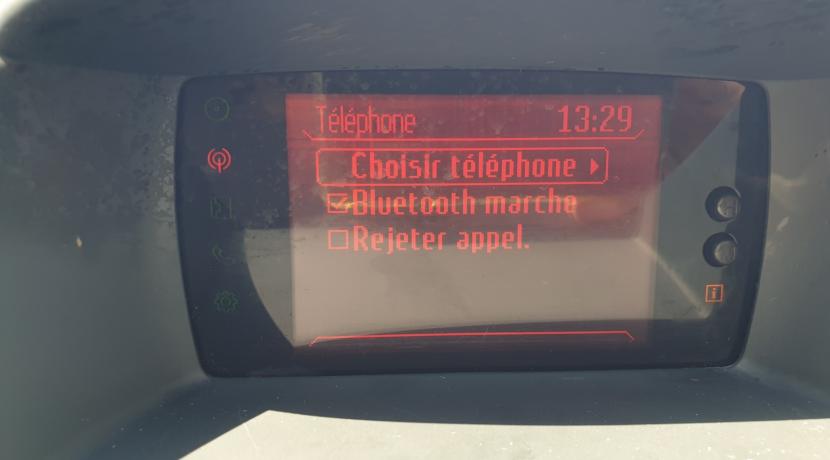 Téléphone 13:29
Choisir téléphone
Bluetooth marche
Rejeter appel.